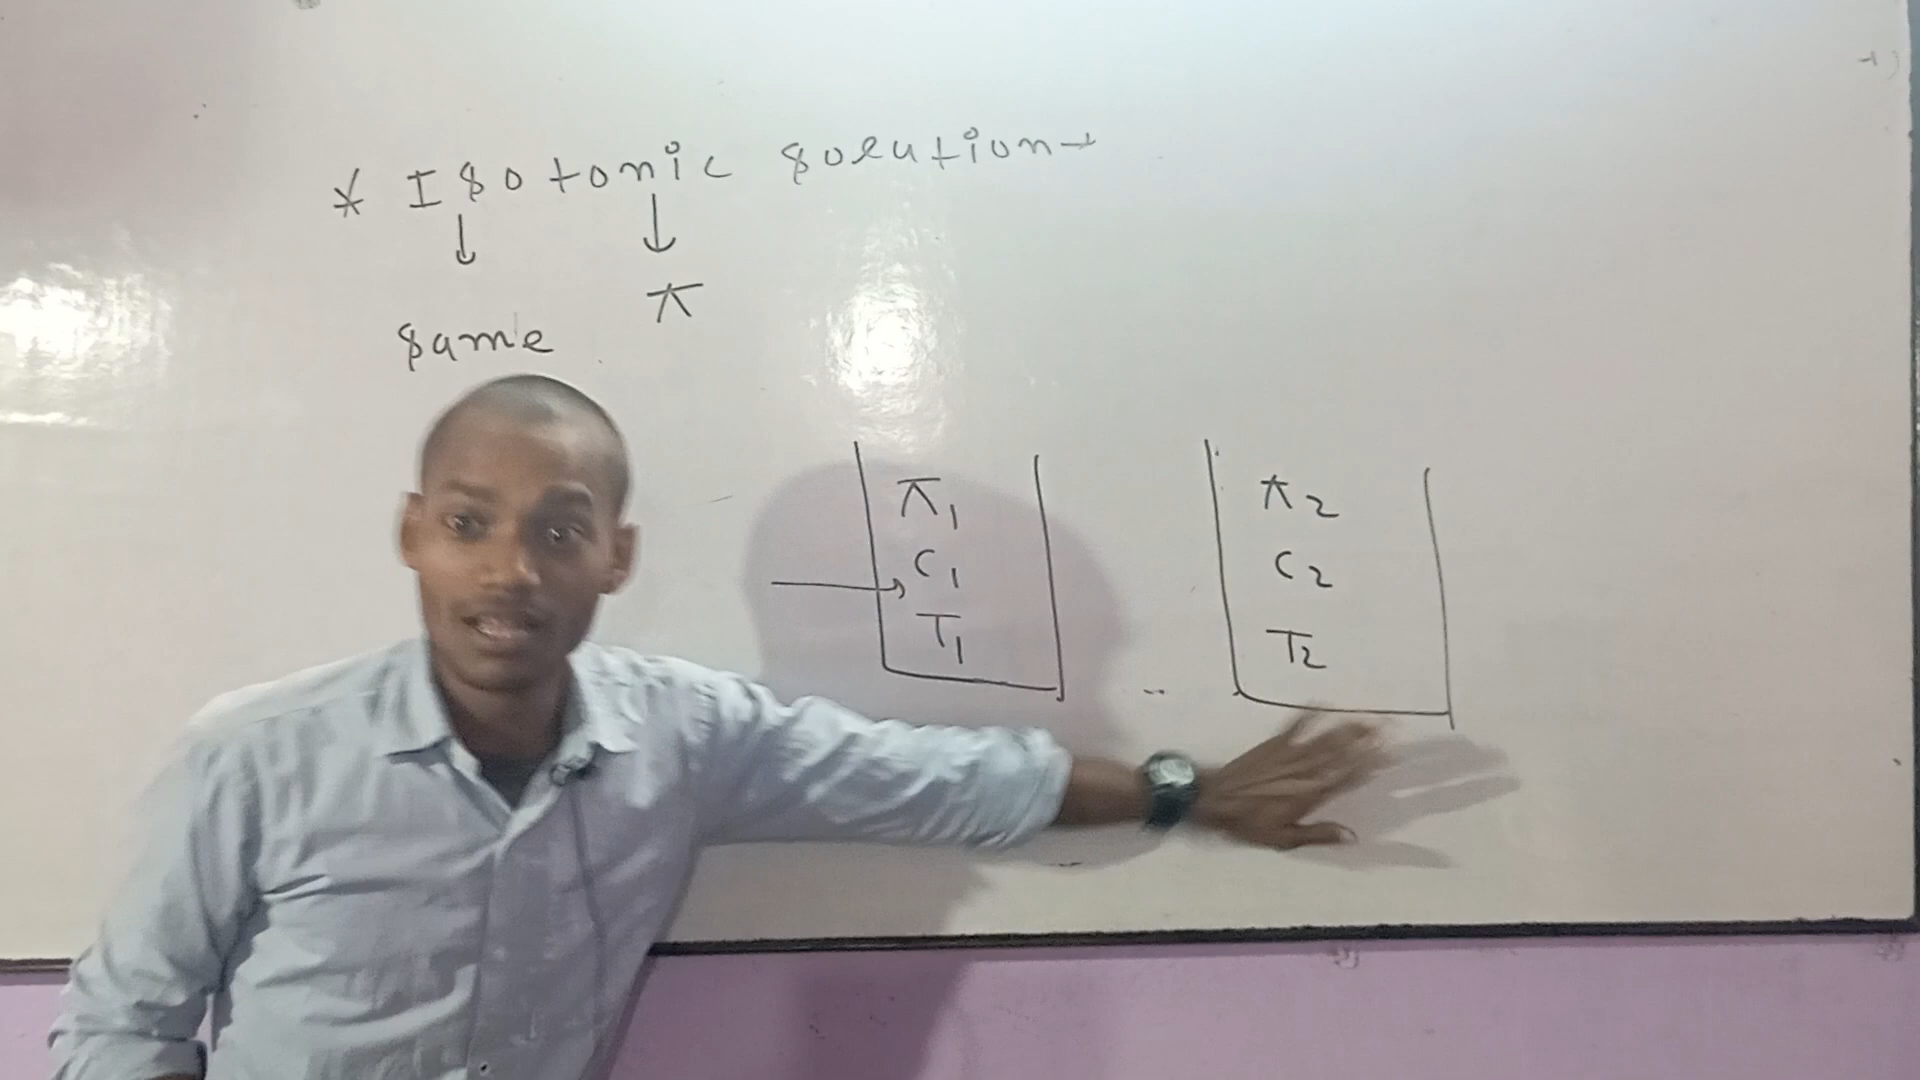 * Isotonic solution→
↓ ↓
π
same
π1 π2
→ C1 C2
T1 T2